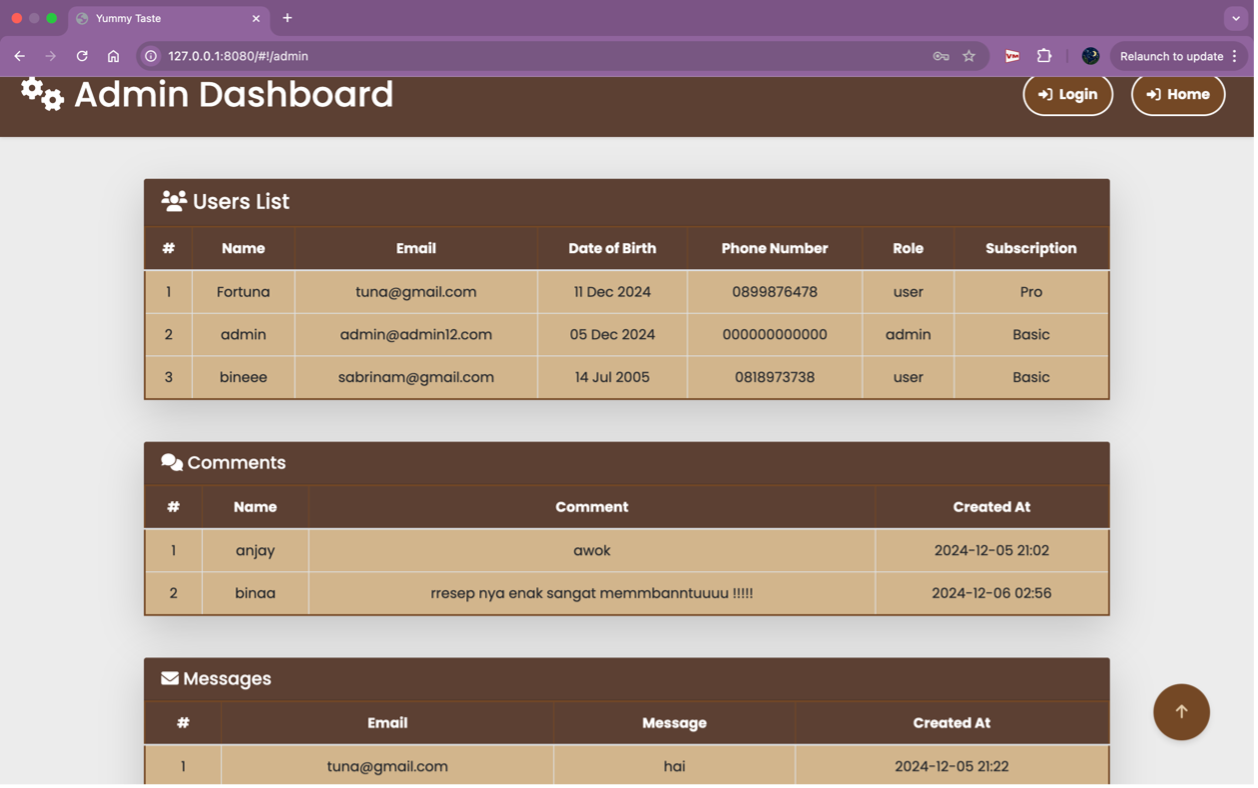 Yummy Taste
127.0.0.1:8080/#!/admin
Relaunch to update
Admin Dashboard
Login
Home
Users List
# Name Email Date of Birth Phone Number Role Subscription
1 Fortuna tuna@gmail.com 11 Dec 2024 0899876478 user Pro
2 admin admin@admin12.com 05 Dec 2024 000000000000 admin Basic
3 bineee sabrinam@gmail.com 14 Jul 2005 0818973738 user Basic
Comments
# Name Comment Created At
1 anjay awok 2024-12-05 21:02
2 binaa rresep nya enak sangat memmbanntuuuu !!!!! 2024-12-06 02:56
Messages
# Email Message Created At
1 tuna@gmail.com hai 2024-12-05 21:22